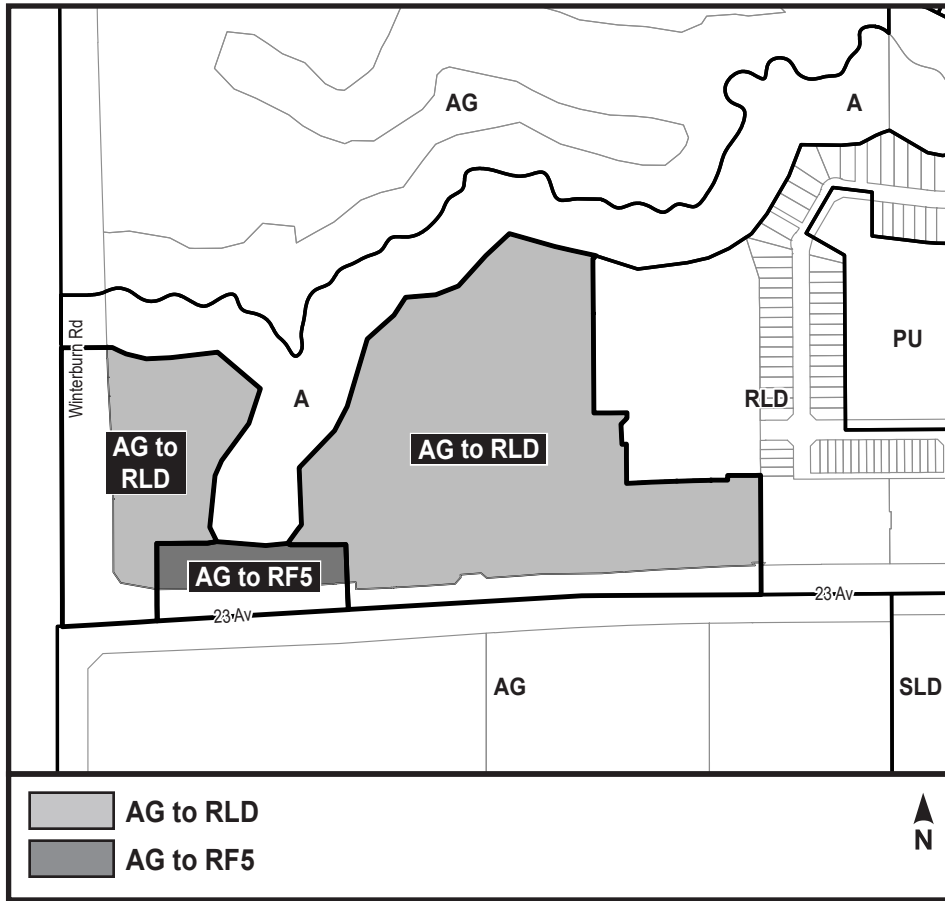 AG
A
Winterburn Rd
PU
A
RLD
AG to
RLD
AG to RLD
AG to RF5
23 Av
23 Av
AG
SLD
AG to RLD
AG to RF5
N